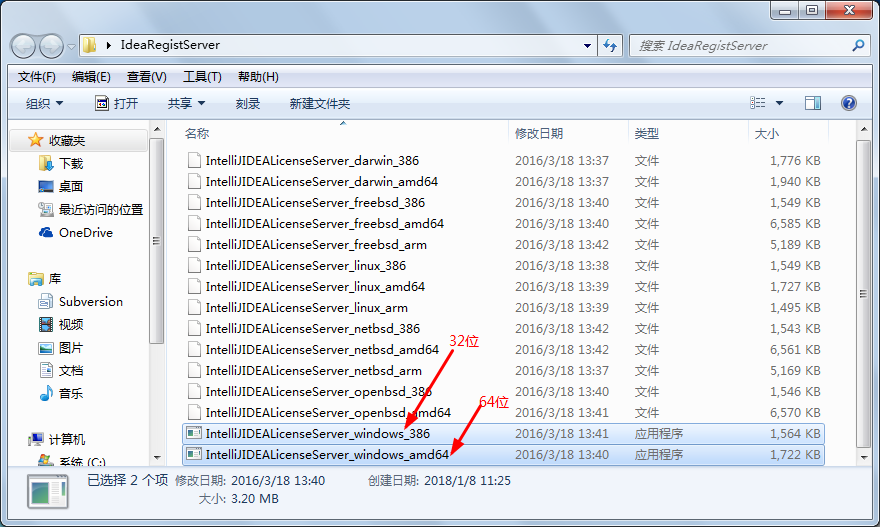 IdeaRegistServer
搜索 IdeaRegistServer
文件(F) 编辑(E) 查看(V) 工具(T) 帮助(H)
组织 打开 共享 刻录 新建文件夹
名称 修改日期 类型 大小
收藏夹
下载
桌面
最近访问的位置
OneDrive
库
Subversion
视频
图片
文档
音乐
计算机
系统 (C:)
IntelliJIDEALicenseServer_darwin_386 2016/3/18 13:37 文件 1,776 KB
IntelliJIDEALicenseServer_darwin_amd64 2016/3/18 13:37 文件 1,940 KB
IntelliJIDEALicenseServer_freebsd_386 2016/3/18 13:40 文件 1,549 KB
IntelliJIDEALicenseServer_freebsd_amd64 2016/3/18 13:40 文件 6,585 KB
IntelliJIDEALicenseServer_freebsd_arm 2016/3/18 13:42 文件 5,189 KB
IntelliJIDEALicenseServer_linux_386 2016/3/18 13:38 文件 1,549 KB
IntelliJIDEALicenseServer_linux_amd64 2016/3/18 13:39 文件 1,727 KB
IntelliJIDEALicenseServer_linux_arm 2016/3/18 13:39 文件 1,495 KB
IntelliJIDEALicenseServer_netbsd_386 2016/3/18 13:42 文件 1,543 KB
IntelliJIDEALicenseServer_netbsd_amd64 2016/3/18 13:42 文件 6,561 KB
32位
IntelliJIDEALicenseServer_netbsd_arm 2016/3/18 13:37 文件 5,169 KB
IntelliJIDEALicenseServer_openbsd_386 2016/3/18 13:40 文件 1,546 KB
64位
IntelliJIDEALicenseServer_openbsd_amd64 2016/3/18 13:41 文件 6,570 KB
IntelliJIDEALicenseServer_windows_386 2016/3/18 13:41 应用程序 1,564 KB
IntelliJIDEALicenseServer_windows_amd64 2016/3/18 13:40 应用程序 1,722 KB
已选择 2 个项 修改日期: 2016/3/18 13:40 创建日期: 2018/1/8 11:25
大小: 3.20 MB